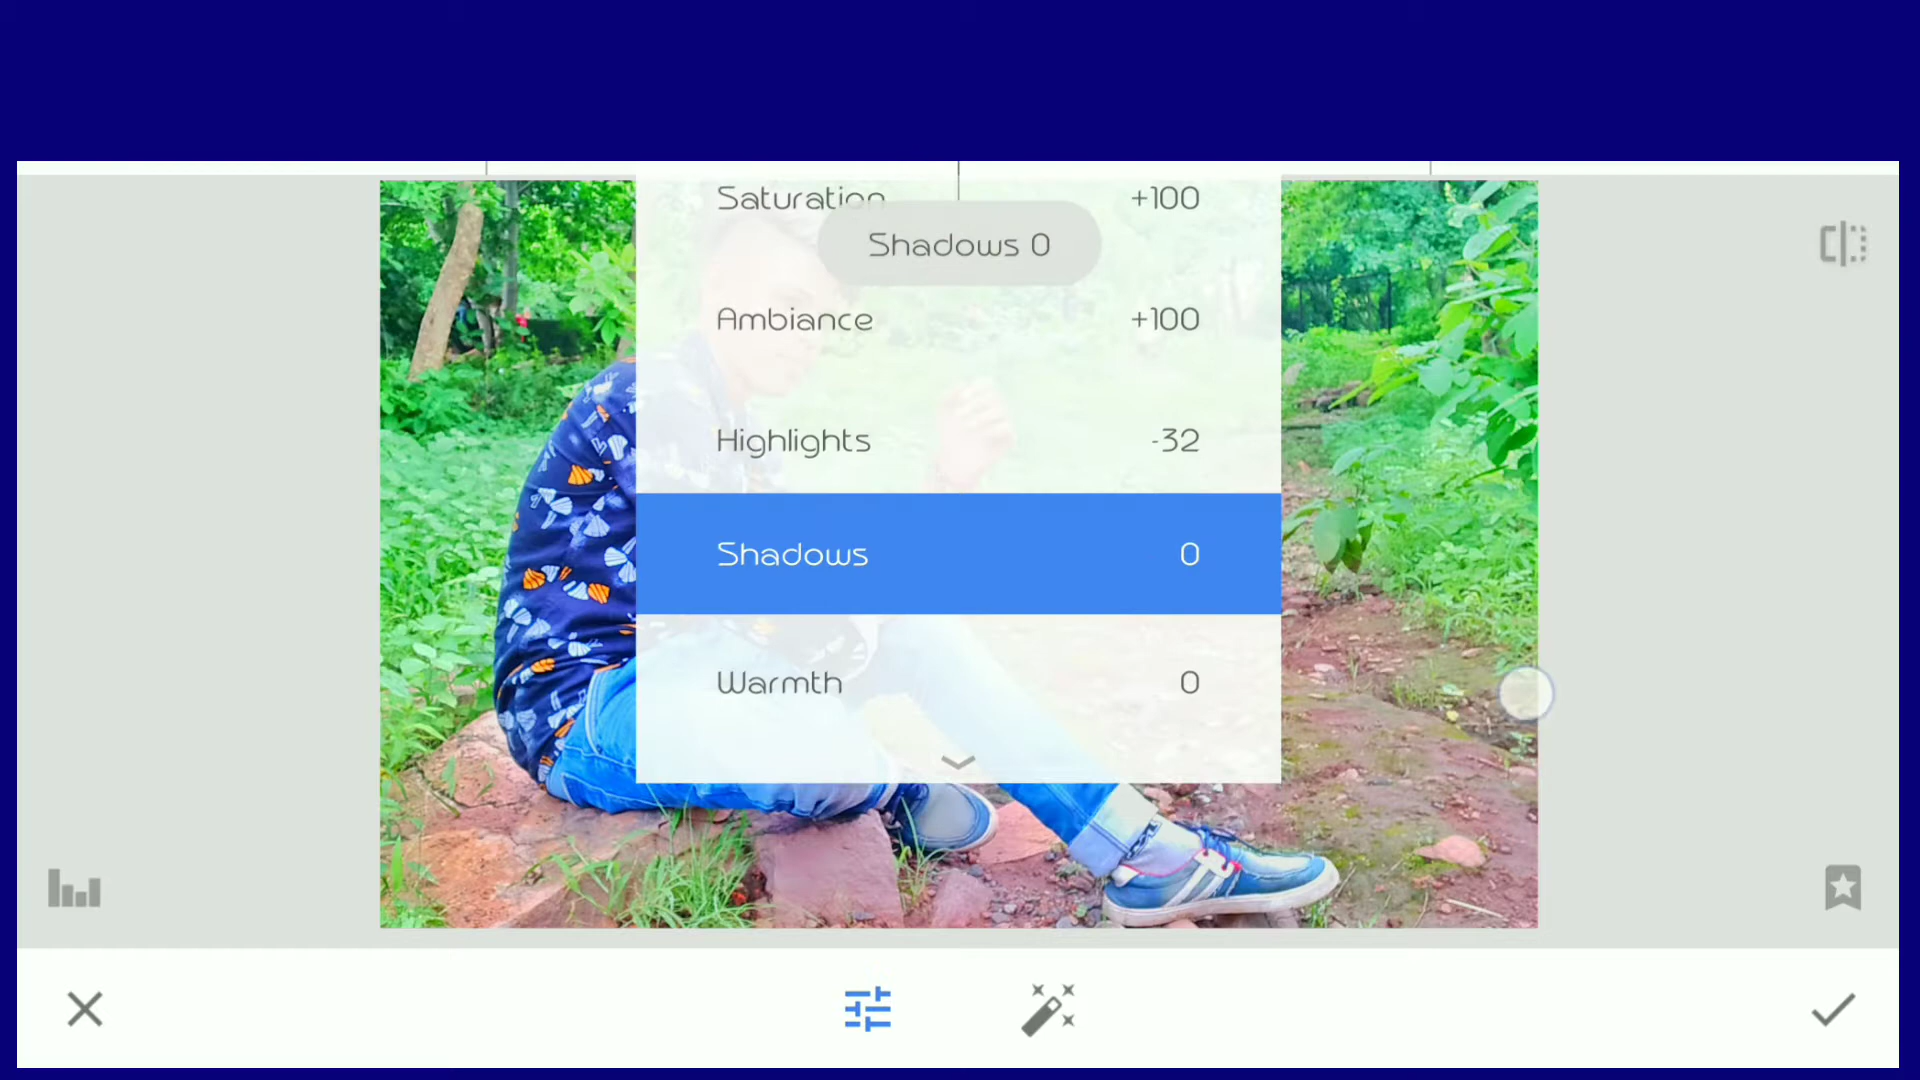 Saturation +100
Shadows 0
Ambiance +100
Highlights -32
Shadows 0
Warmth 0